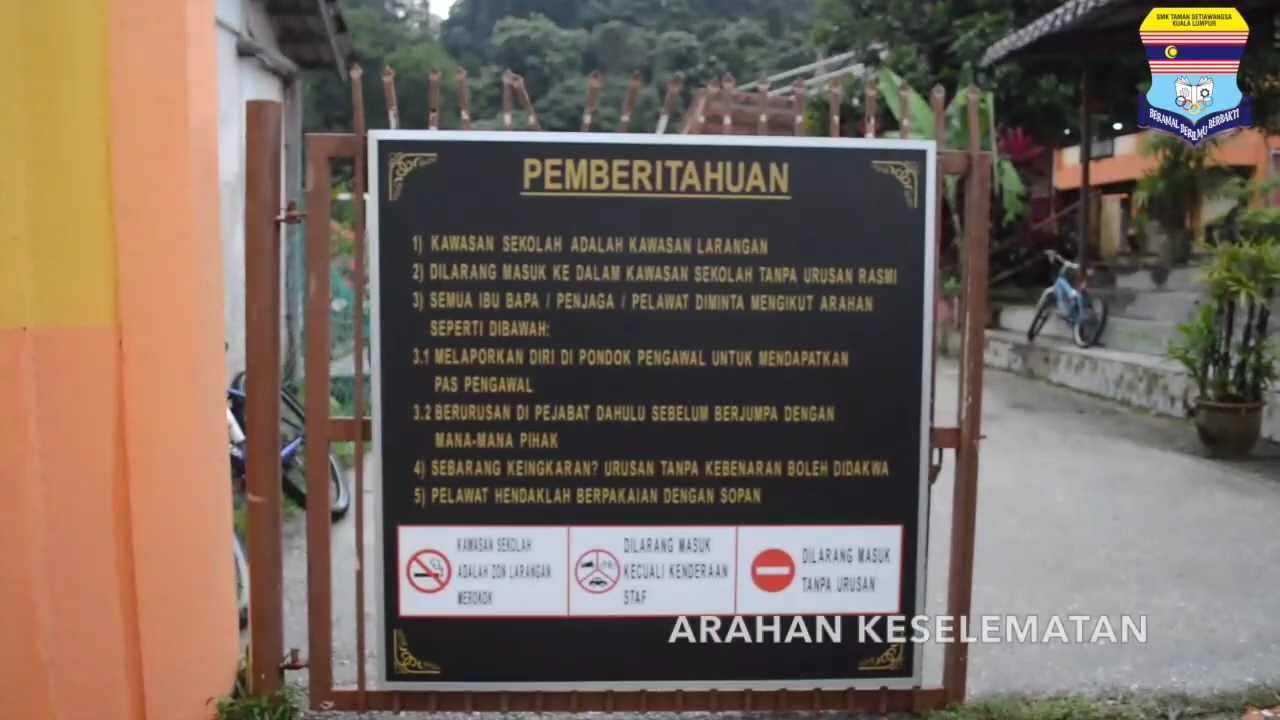 SMK TAMAN SETIAWANGSA
KUALA LUMPUR
BERAMAL BERILMU BERBAKTI
PEMBERITAHUAN
1) KAWASAN SEKOLAH ADALAH KAWASAN LARANGAN
2) DILARANG MASUK KE DALAM KAWASAN SEKOLAH TANPA URUSAN RASMI
3) SEMUA IBU BAPA / PENJAGA / PELAWAT DIMINTA MENGIKUT ARAHAN
SEPERTI DIBAWAH:
3.1 MELAPORKAN DIRI DI PONDOK PENGAWAL UNTUK MENDAPATKAN
PAS PENGAWAL
3.2 BERURUSAN DI PEJABAT DAHULU SEBELUM BERJUMPA DENGAN
MANA-MANA PIHAK
4) SEBARANG KEINGKARAN? URUSAN TANPA KEBENARAN BOLEH DIDAKWA
5) PELAWAT HENDAKLAH BERPAKAIAN DENGAN SOPAN
KAWASAN SEKOLAH
ADALAH ZON LARANGAN
MEROKOK
DILARANG MASUK
KECUALI KENDERAAN
STAF
DILARANG MASUK
TANPA URUSAN
ARAHAN KESELEMATAN